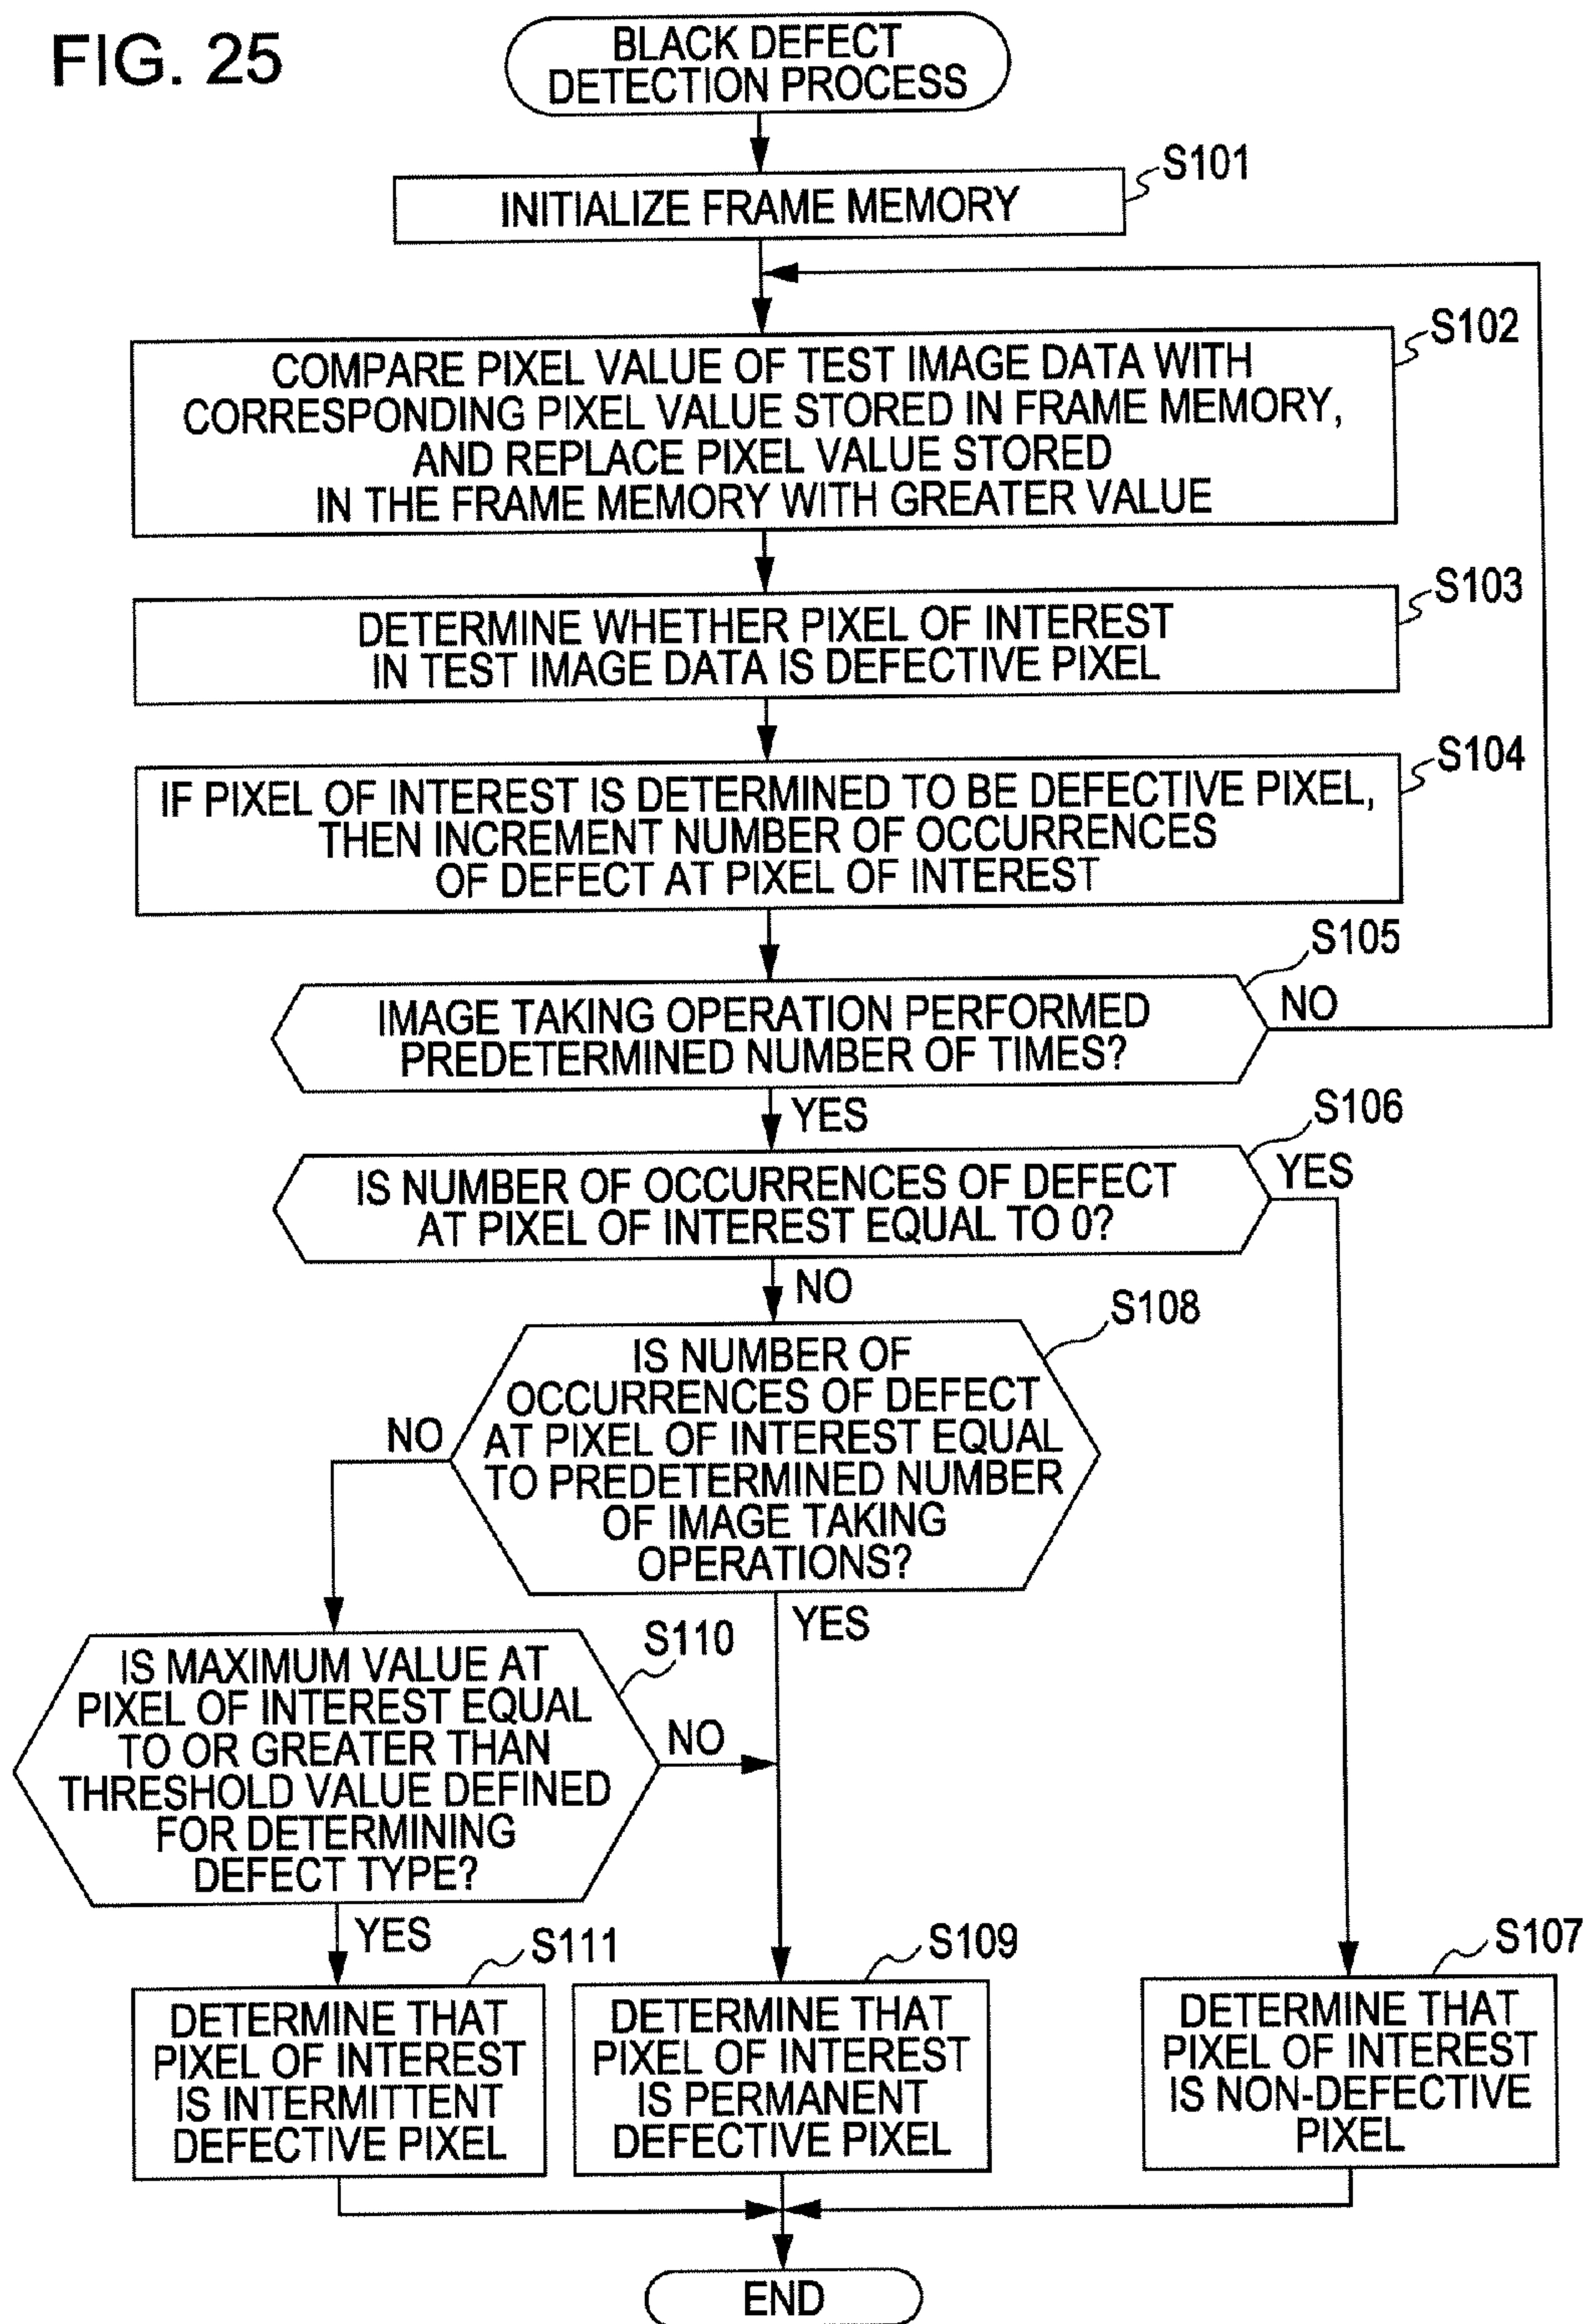 FIG. 25
BLACK DEFECT
DETECTION PROCESS
S101
INITIALIZE FRAME MEMORY
S102
COMPARE PIXEL VALUE OF TEST IMAGE DATA WITH
CORRESPONDING PIXEL VALUE STORED IN FRAME MEMORY,
AND REPLACE PIXEL VALUE STORED
IN THE FRAME MEMORY WITH GREATER VALUE
S103
DETERMINE WHETHER PIXEL OF INTEREST
IN TEST IMAGE DATA IS DEFECTIVE PIXEL
S104
IF PIXEL OF INTEREST IS DETERMINED TO BE DEFECTIVE PIXEL,
THEN INCREMENT NUMBER OF OCCURRENCES
OF DEFECT AT PIXEL OF INTEREST
S105
IMAGE TAKING OPERATION PERFORMED
PREDETERMINED NUMBER OF TIMES?
NO
YES
S106
IS NUMBER OF OCCURRENCES OF DEFECT
AT PIXEL OF INTEREST EQUAL TO 0?
YES
NO
S108
IS NUMBER OF
OCCURRENCES OF DEFECT
AT PIXEL OF INTEREST EQUAL
TO PREDETERMINED NUMBER
OF IMAGE TAKING
OPERATIONS?
NO
YES
S110
IS MAXIMUM VALUE AT
PIXEL OF INTEREST EQUAL
TO OR GREATER THAN
THRESHOLD VALUE DEFINED
FOR DETERMINING
DEFECT TYPE?
NO
YES
S111
DETERMINE THAT
PIXEL OF INTEREST
IS INTERMITTENT
DEFECTIVE PIXEL
S109
DETERMINE THAT
PIXEL OF INTEREST
IS PERMANENT
DEFECTIVE PIXEL
S107
DETERMINE THAT
PIXEL OF INTEREST
IS NON-DEFECTIVE
PIXEL
END